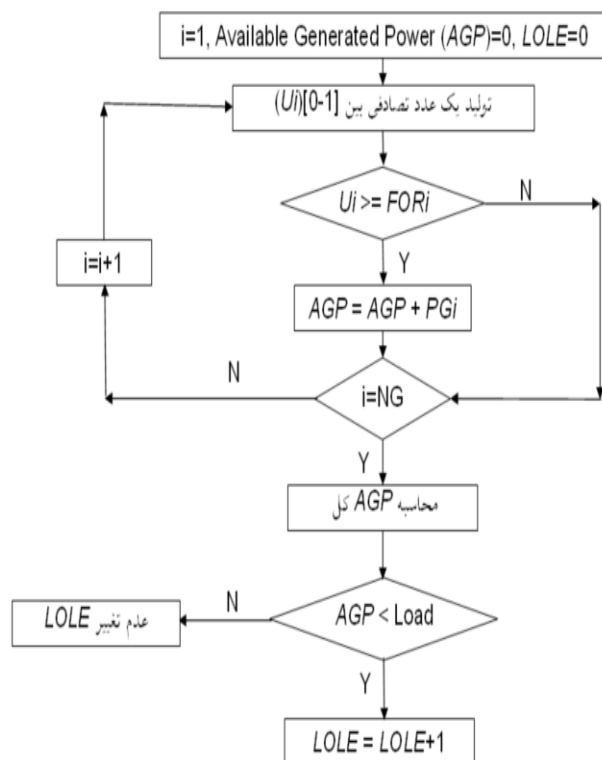 i=1, Available Generated Power (AGP)=0, LOLE=0
تولید یک عدد تصادفی بین (Ui)[0-1]
Ui >= FORi
N
Y
i=i+1
AGP = AGP + PGi
N
i=NG
Y
محاسبه AGP کل
AGP < Load
N
عدم تغییر LOLE
Y
LOLE = LOLE+1